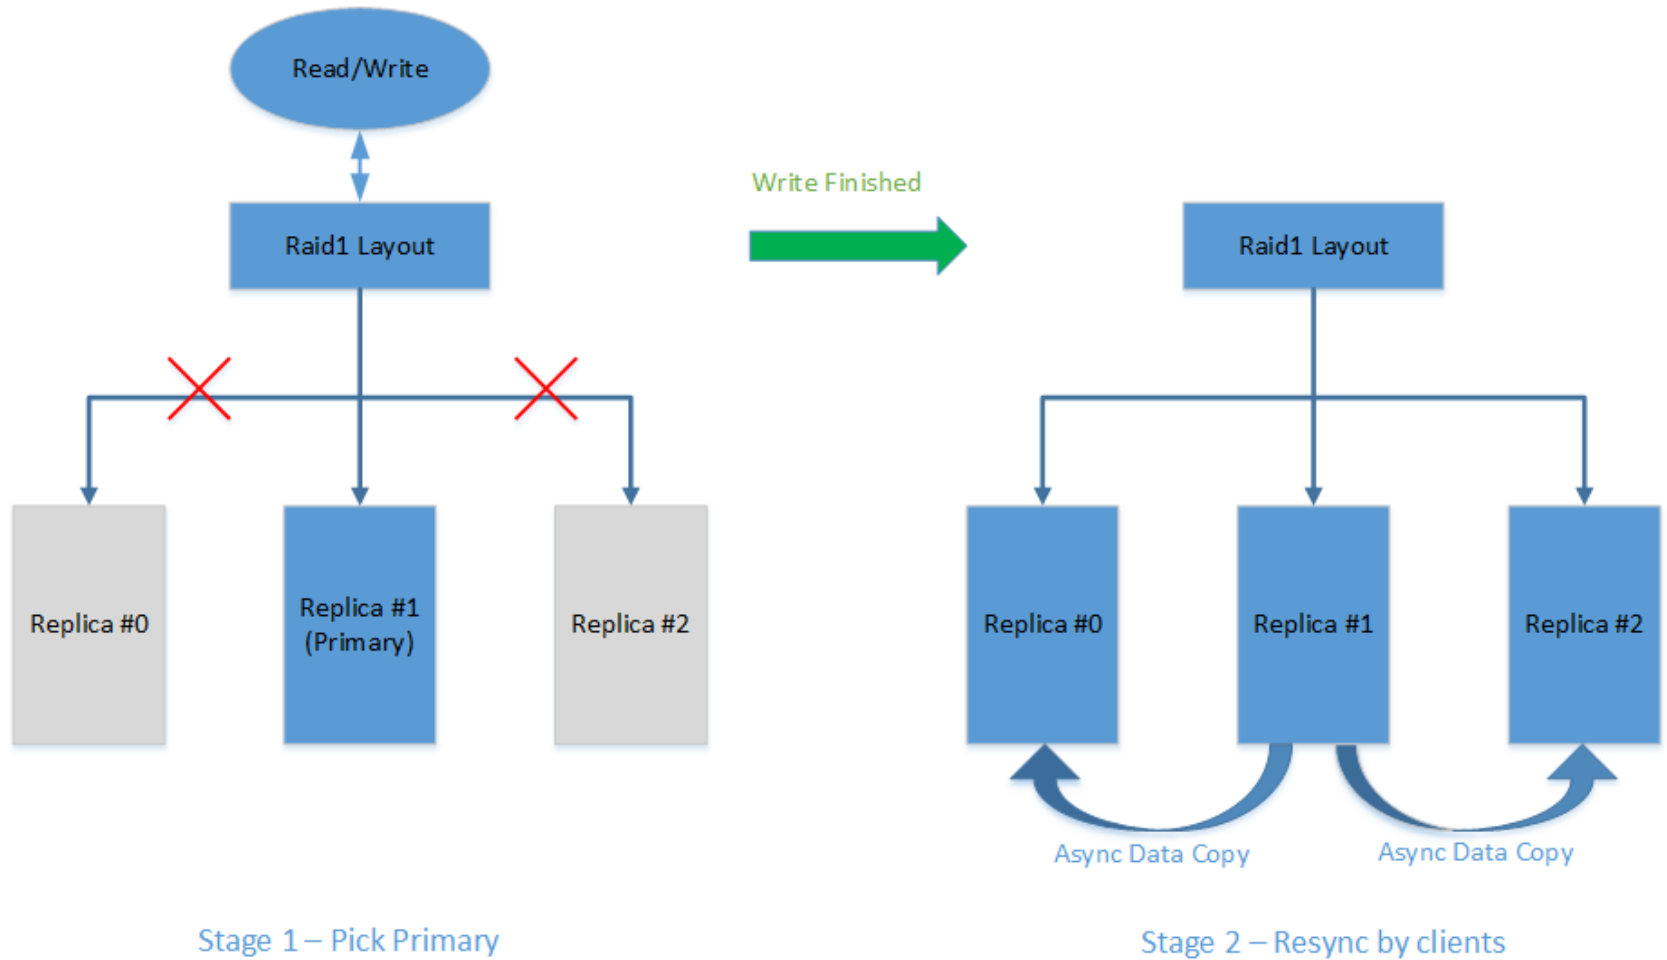 Read/Write
Raid1 Layout
Replica #0
Replica #1
(Primary)
Replica #2
Stage 1 – Pick Primary
Write Finished
Raid1 Layout
Replica #0
Replica #1
Replica #2
Async Data Copy
Async Data Copy
Stage 2 – Resync by clients